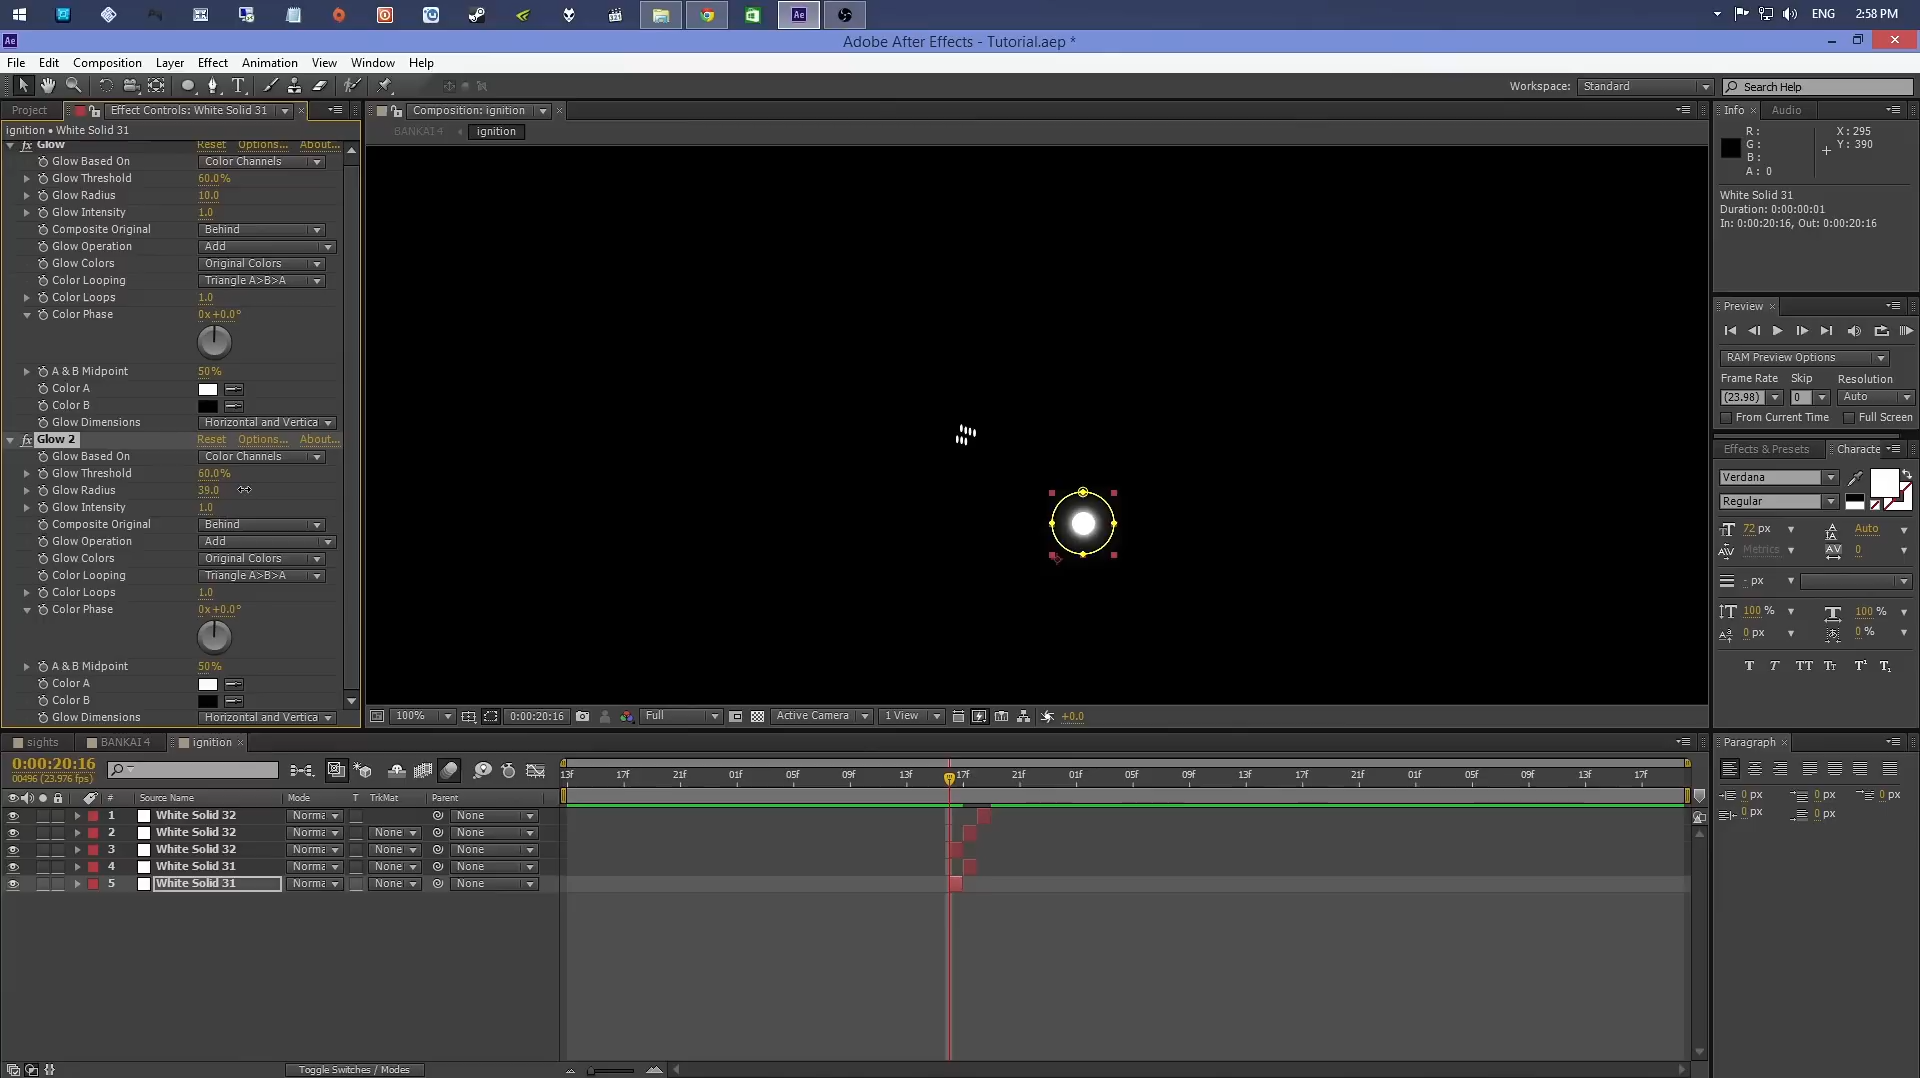 ENG
2:58 PM
Ae
Adobe After Effects - Tutorial.aep *
File Edit Composition Layer Effect Animation View Window Help
T
Workspace: Standard
Search Help
Project
Effect Controls: White Solid 31
Composition: ignition
Info
Audio
ignition • White Solid 31
BANKAI 4
ignition
R:
G:
B:
A: 0
X: 295
Y: 390
White Solid 31
Duration: 0:00:00:01
In: 0:00:20:16, Out: 0:00:20:16
fx Glow Reset Options... About...
Glow Based On Color Channels
Glow Threshold 60.0%
Glow Radius 10.0
Glow Intensity 1.0
Composite Original Behind
Glow Operation Add
Glow Colors Original Colors
Color Looping Triangle A>B>A
Color Loops 1.0
Color Phase 0x+0.0°
A & B Midpoint 50%
Color A
Color B
Glow Dimensions Horizontal and Vertica
fx Glow 2 Reset Options... About...
Glow Based On Color Channels
Glow Threshold 60.0%
Glow Radius 39.0
Glow Intensity 1.0
Composite Original Behind
Glow Operation Add
Glow Colors Original Colors
Color Looping Triangle A>B>A
Color Loops 1.0
Color Phase 0x+0.0°
A & B Midpoint 50%
Color A
Color B
Glow Dimensions Horizontal and Vertica
Preview
RAM Preview Options
Frame Rate Skip Resolution
(23.98) 0 Auto
From Current Time Full Screen
Effects & Presets
Characte
Verdana
Regular
72 px Auto
Metrics 0
- px
100 % 100 %
0 px 0 %
T T TT Tt T¹ T₁
100% 0:00:20:16 Full Active Camera 1 View +0.0
sights
BANKAI 4
ignition
0:00:20:16
00496 (23.976 fps)
13f 17f 21f 01f 05f 09f 13f 17f 21f 01f 05f 09f 13f 17f 21f 01f 05f 09f 13f 17f
# Source Name Mode T TrkMat Parent
1 White Solid 32 Norma None
2 White Solid 32 Norma None None
3 White Solid 32 Norma None None
4 White Solid 31 Norma None None
5 White Solid 31 Norma None None
Paragraph
0 px 0 px 0 px
0 px 0 px
Toggle Switches / Modes